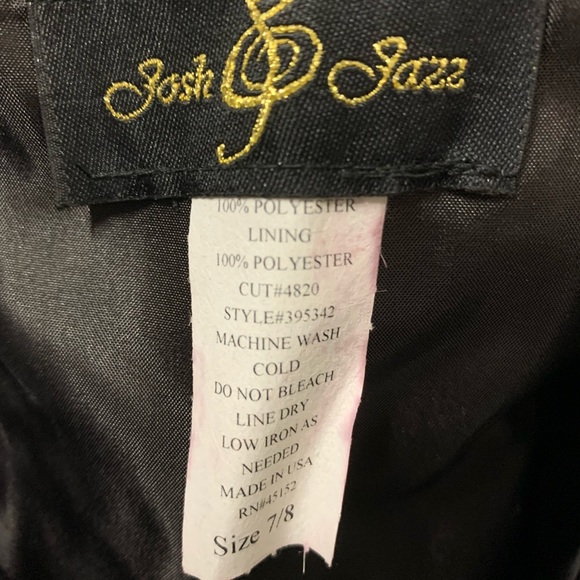 Josh Jazz
100% POLYESTER
LINING
100% POLYESTER
CUT#4820
STYLE#395342
MACHINE WASH
COLD
DO NOT BLEACH
LINE DRY
LOW IRON AS
NEEDED
MADE IN USA
RN#45152
Size 7/8